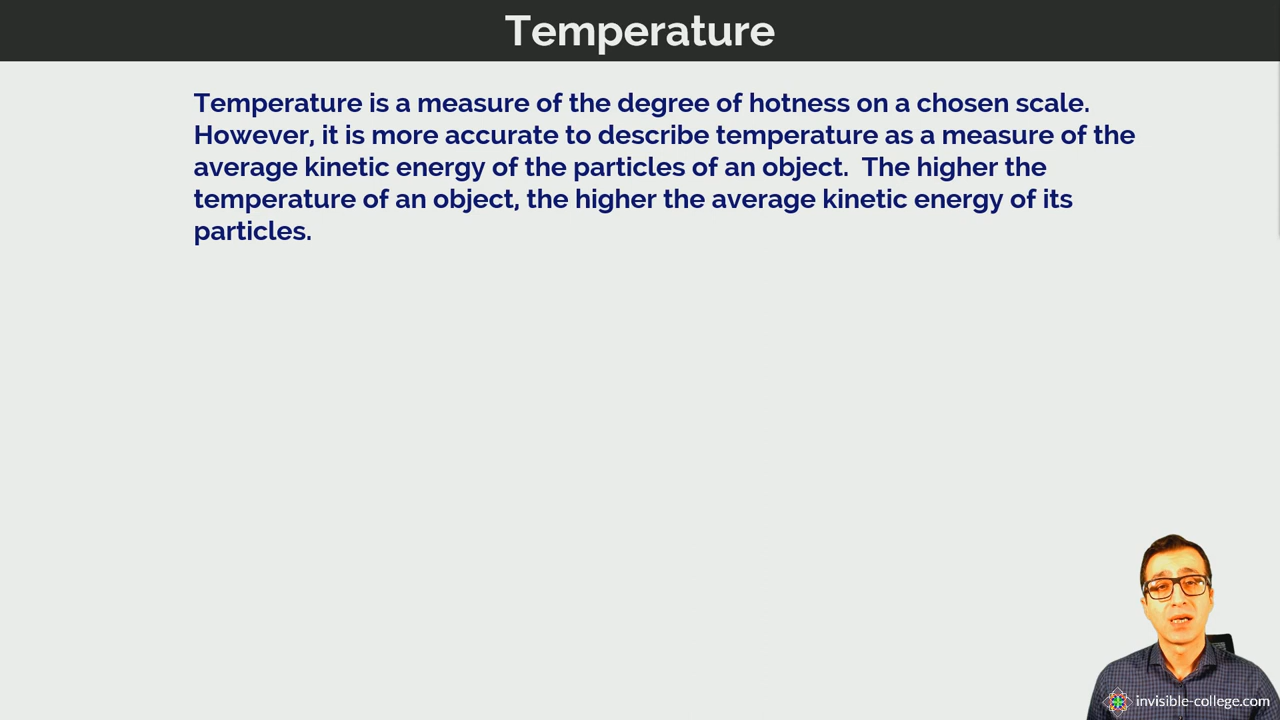 Temperature
Temperature is a measure of the degree of hotness on a chosen scale.
However, it is more accurate to describe temperature as a measure of the
average kinetic energy of the particles of an object.  The higher the
temperature of an object, the higher the average kinetic energy of its
particles.
invisible-college.com